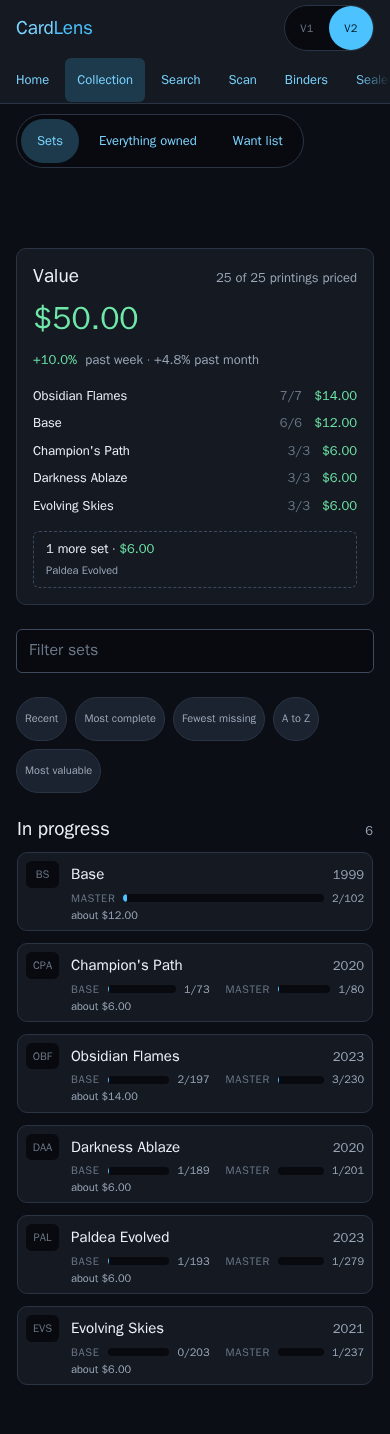 CardLens
V1 V2
Home Collection Search Scan Binders Seale
Sets Everything owned Want list
Value 25 of 25 printings priced
$50.00
+10.0% past week · +4.8% past month
Obsidian Flames 7/7 $14.00
Base 6/6 $12.00
Champion's Path 3/3 $6.00
Darkness Ablaze 3/3 $6.00
Evolving Skies 3/3 $6.00
1 more set · $6.00
Paldea Evolved
Filter sets
Recent Most complete Fewest missing A to Z
Most valuable
In progress 6
BS Base 1999
MASTER 2/102
about $12.00
CPA Champion's Path 2020
BASE 1/73 MASTER 1/80
about $6.00
OBF Obsidian Flames 2023
BASE 2/197 MASTER 3/230
about $14.00
DAA Darkness Ablaze 2020
BASE 1/189 MASTER 1/201
about $6.00
PAL Paldea Evolved 2023
BASE 1/193 MASTER 1/279
about $6.00
EVS Evolving Skies 2021
BASE 0/203 MASTER 1/237
about $6.00